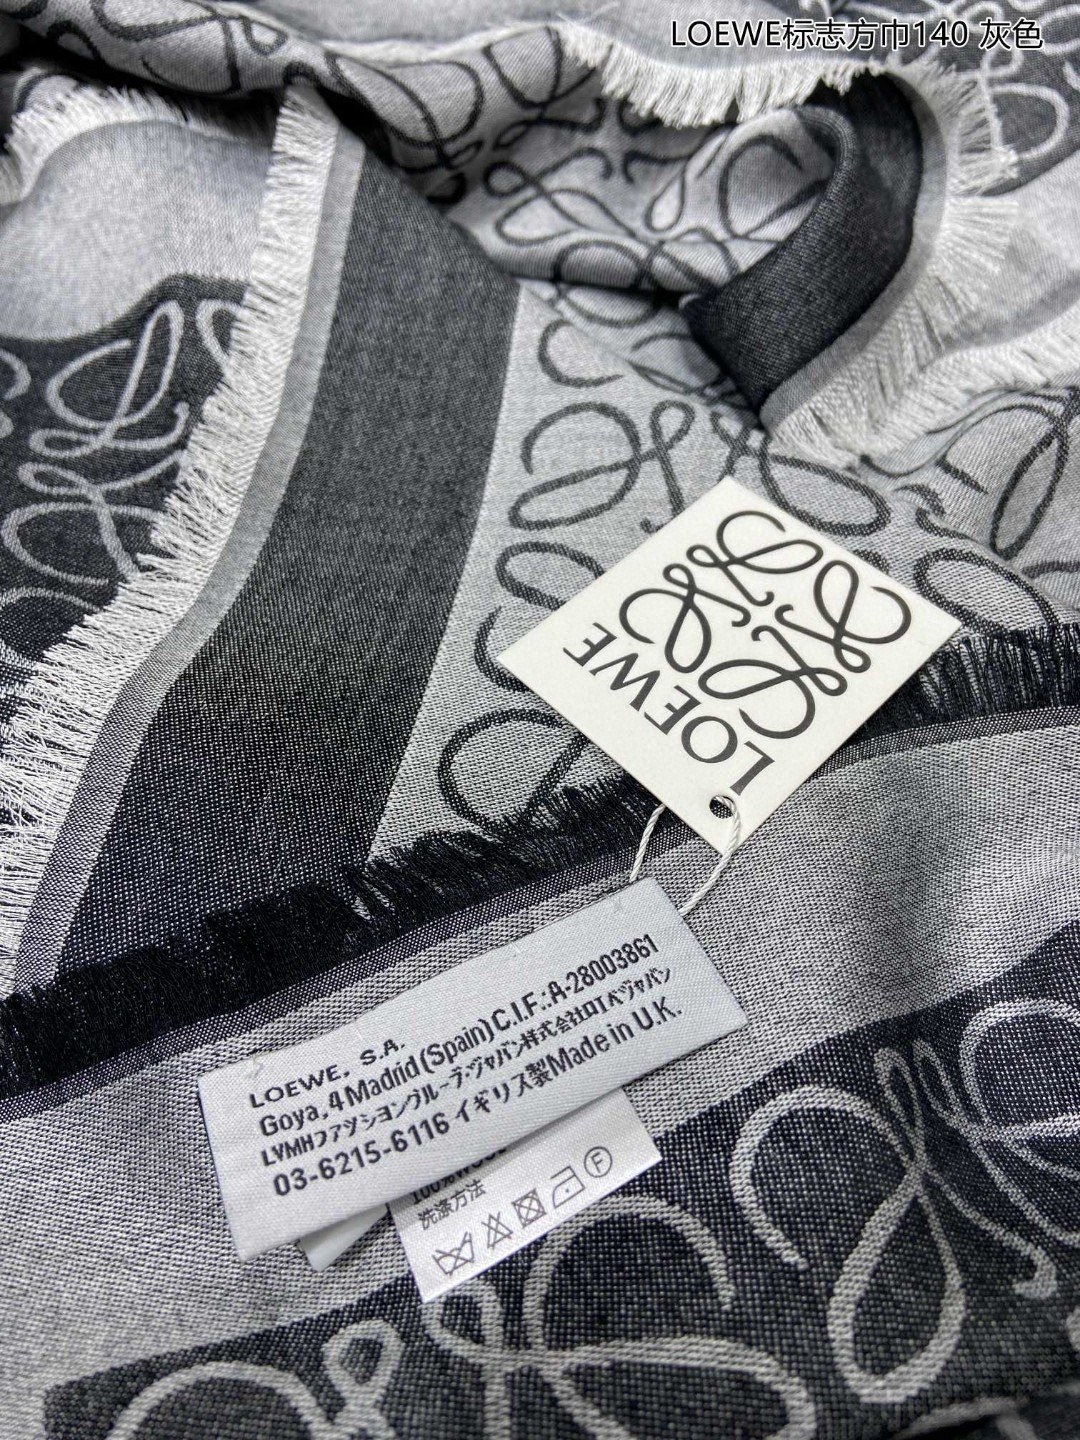 LOEWE标志方巾140 灰色
LOEWE
LOEWE. S.A.
Goya, 4 Madrid (Spain) C.I.F.:A-28003861
LVMHファツションググループ・ジャパン株式会社ロエベジャパン
03-6215-6116 イギリス製Made in U.K.
洗涤方法
F